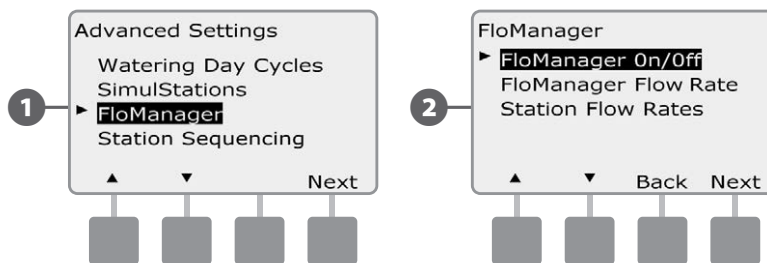 Advanced Settings
Watering Day Cycles
SimulStations
► FloManager
Station Sequencing
▲ ▼ Next
1
FloManager
► FloManager On/Off
FloManager Flow Rate
Station Flow Rates
▲ ▼ Back Next
2